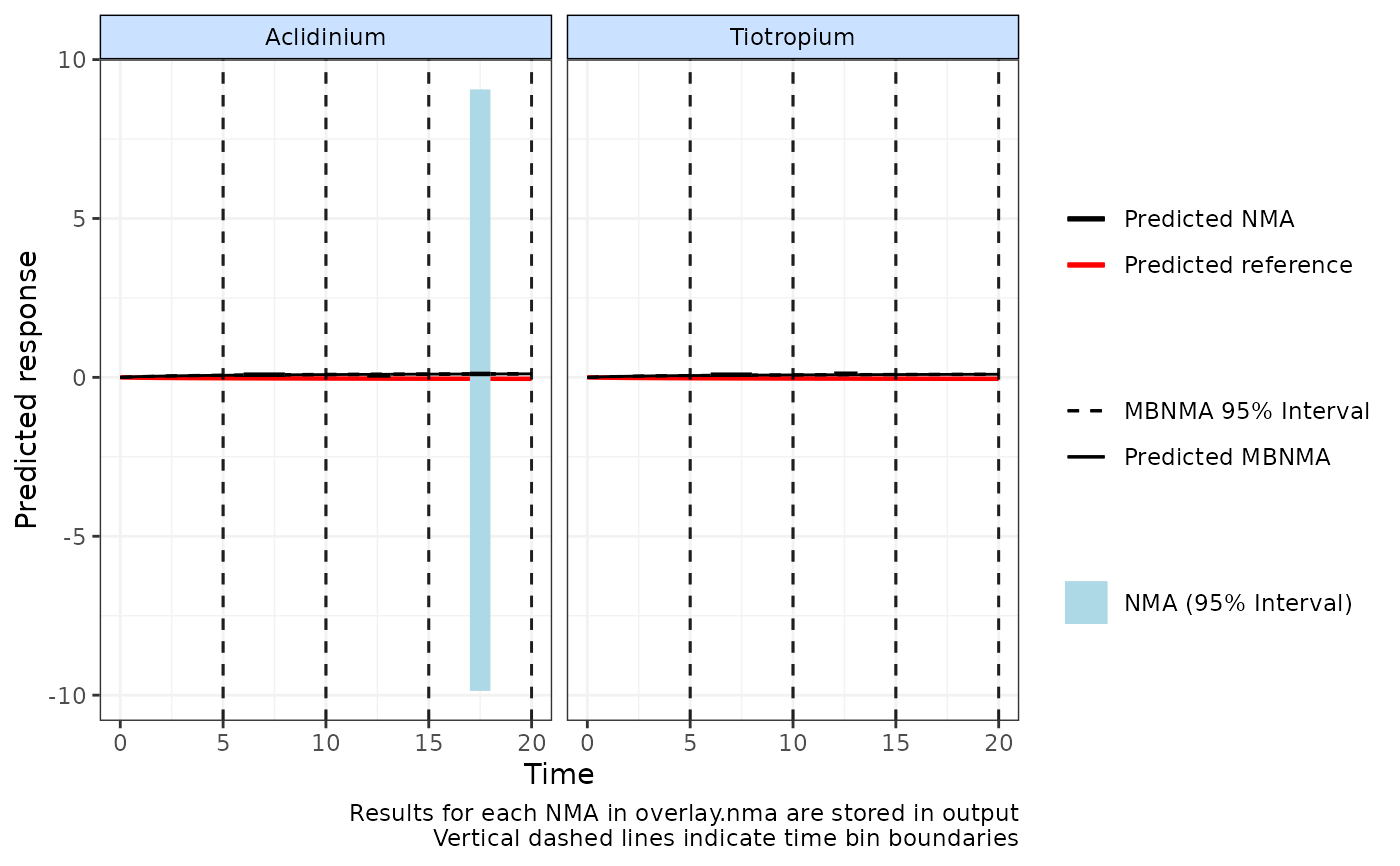 Aclidinium
Tiotropium
10
5
0
-5
-10
Predicted response
0 5 10 15 20
0 5 10 15 20
Time
Predicted NMA
Predicted reference
MBNMA 95% Interval
Predicted MBNMA
NMA (95% Interval)
Results for each NMA in overlay.nma are stored in output
Vertical dashed lines indicate time bin boundaries